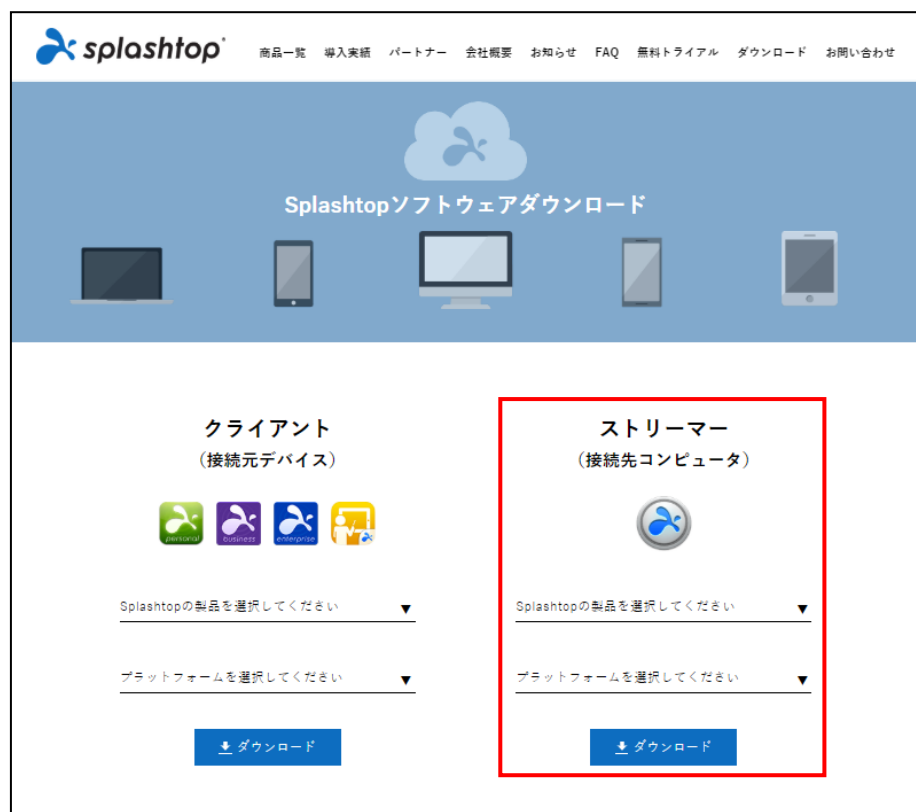 splashtop
商品一覧 導入実績 パートナー 会社概要 お知らせ FAQ 無料トライアル ダウンロード お問い合わせ
Splashtopソフトウェアダウンロード
クライアント
（接続元デバイス）
personal business enterprise
Splashtopの製品を選択してください ▼
プラットフォームを選択してください ▼
ダウンロード
ストリーマー
（接続先コンピュータ）
Splashtopの製品を選択してください ▼
プラットフォームを選択してください ▼
ダウンロード